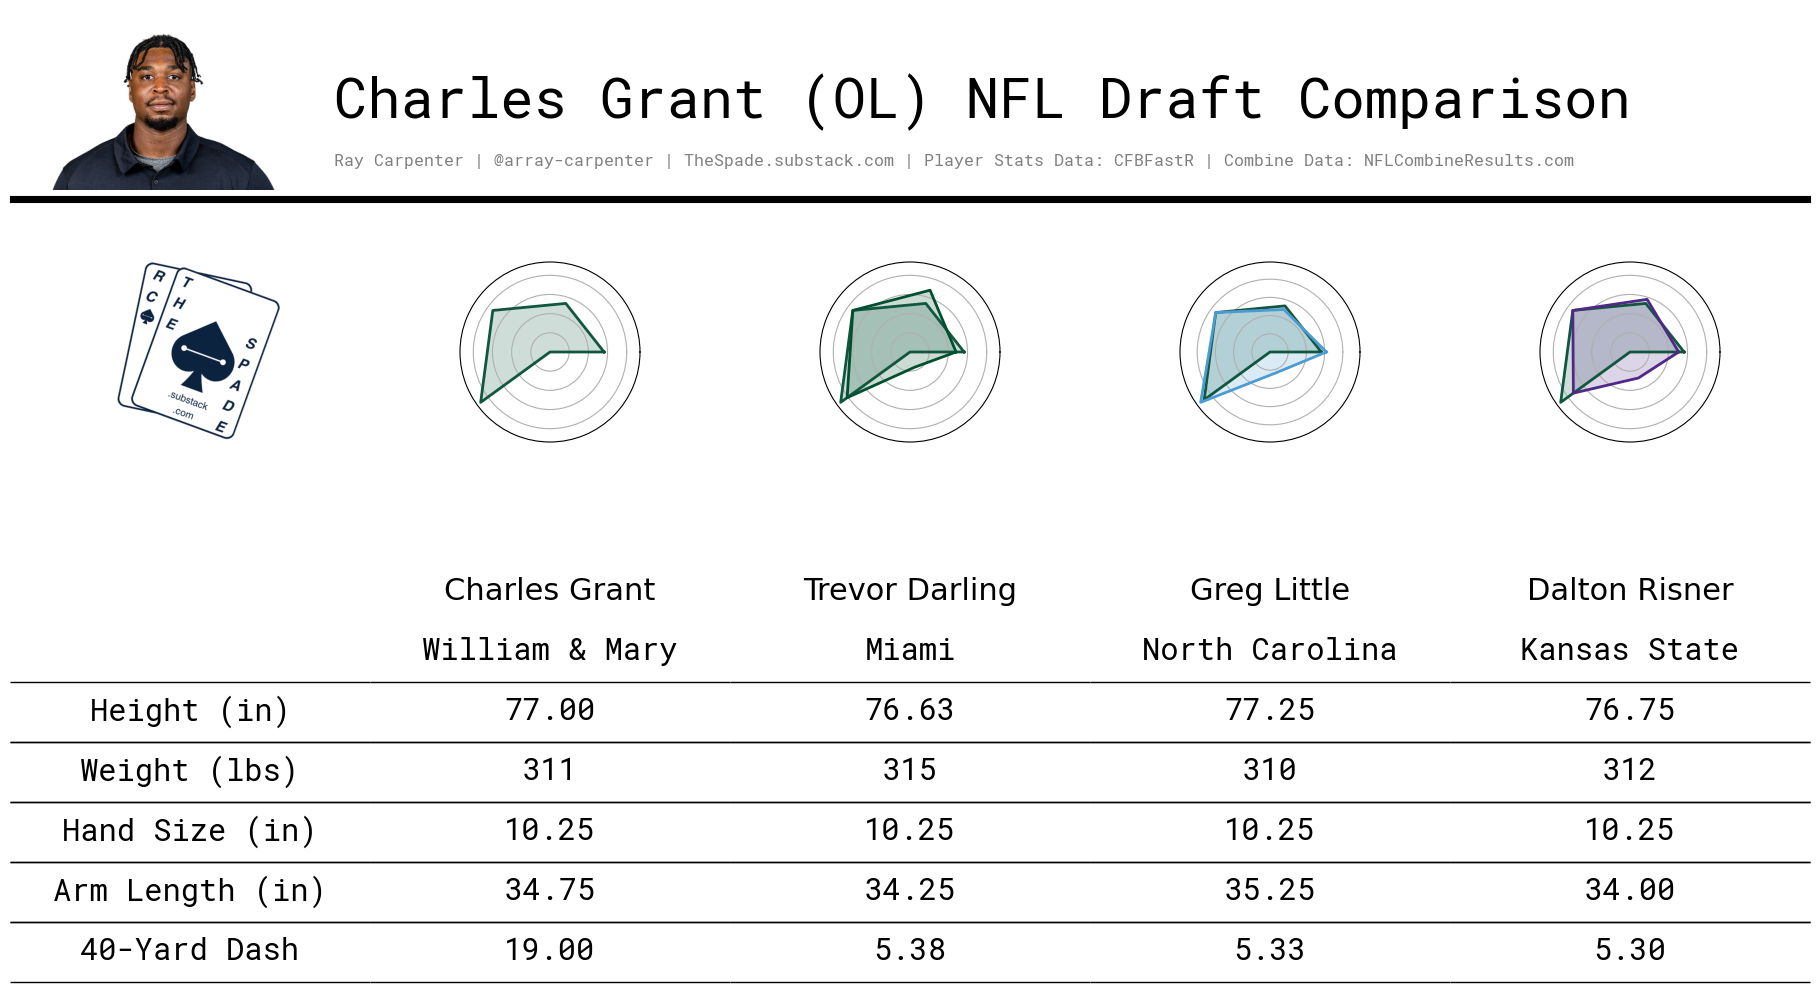 Charles Grant (OL) NFL Draft Comparison
Ray Carpenter | @array-carpenter | TheSpade.substack.com | Player Stats Data: CFBFastR | Combine Data: NFLCombineResults.com
R C
T H E
S P A D E
.substack
.com
Charles Grant Trevor Darling Greg Little Dalton Risner
William & Mary Miami North Carolina Kansas State
Height (in) 77.00 76.63 77.25 76.75
Weight (lbs) 311 315 310 312
Hand Size (in) 10.25 10.25 10.25 10.25
Arm Length (in) 34.75 34.25 35.25 34.00
40-Yard Dash 19.00 5.38 5.33 5.30